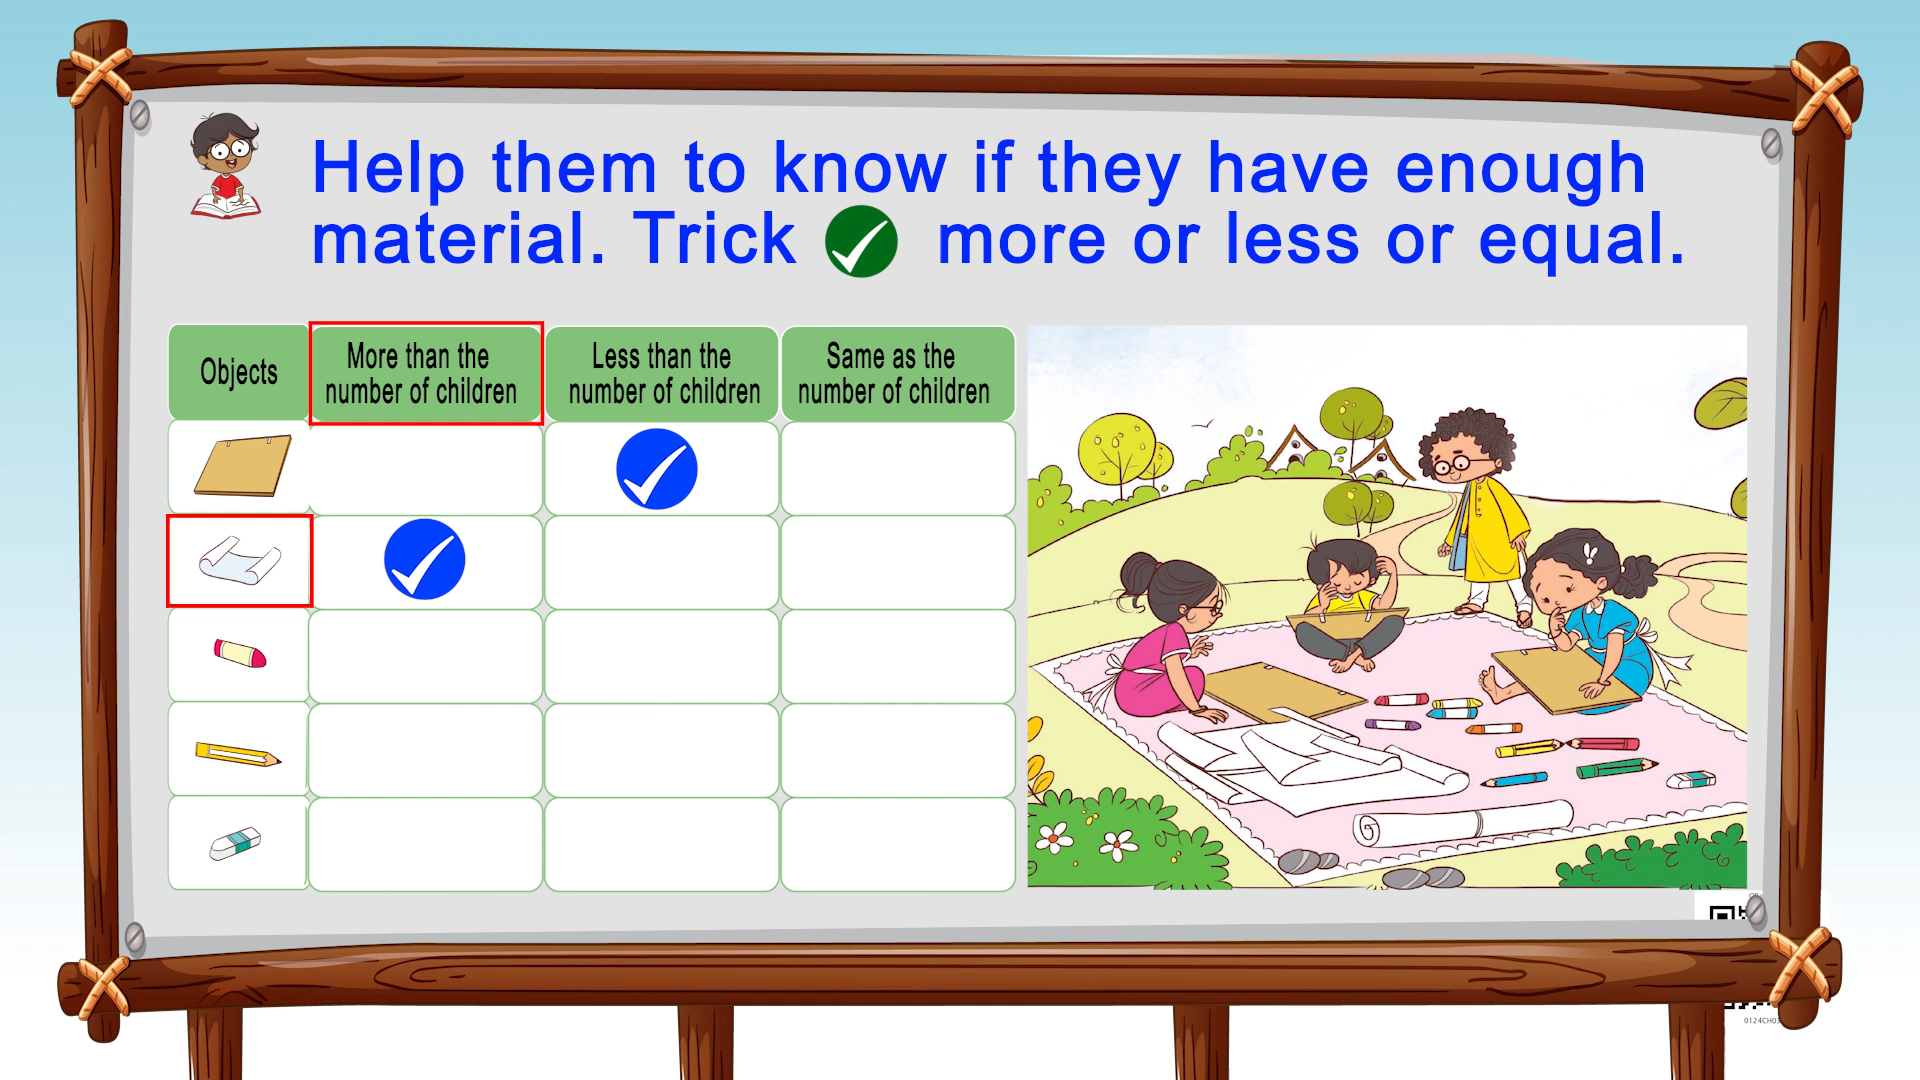 Help them to know if they have enough
material. Trick more or less or equal.
Objects
More than the
number of children
Less than the
number of children
Same as the
number of children